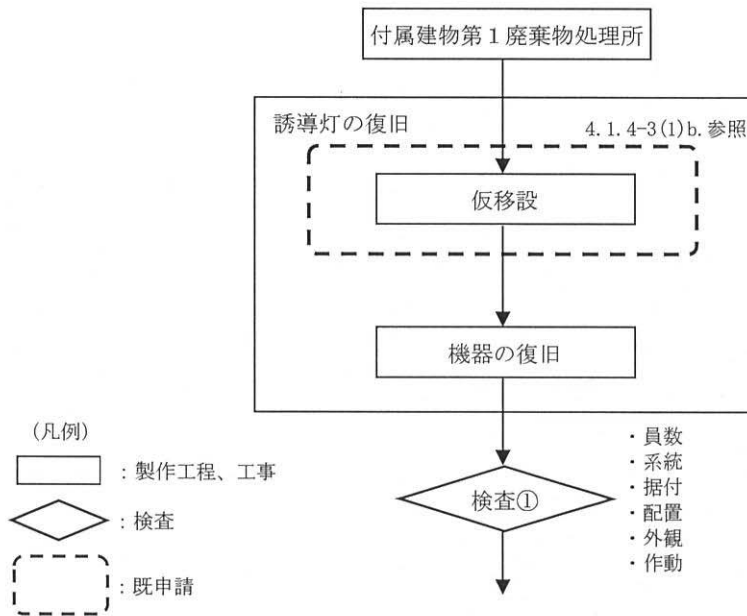 付属建物第１廃棄物処理所
誘導灯の復旧
4.1.4-3(1)b.参照
仮移設
機器の復旧
検査①
・員数
・系統
・据付
・配置
・外観
・作動
(凡例)
：製作工程、工事
：検査
：既申請